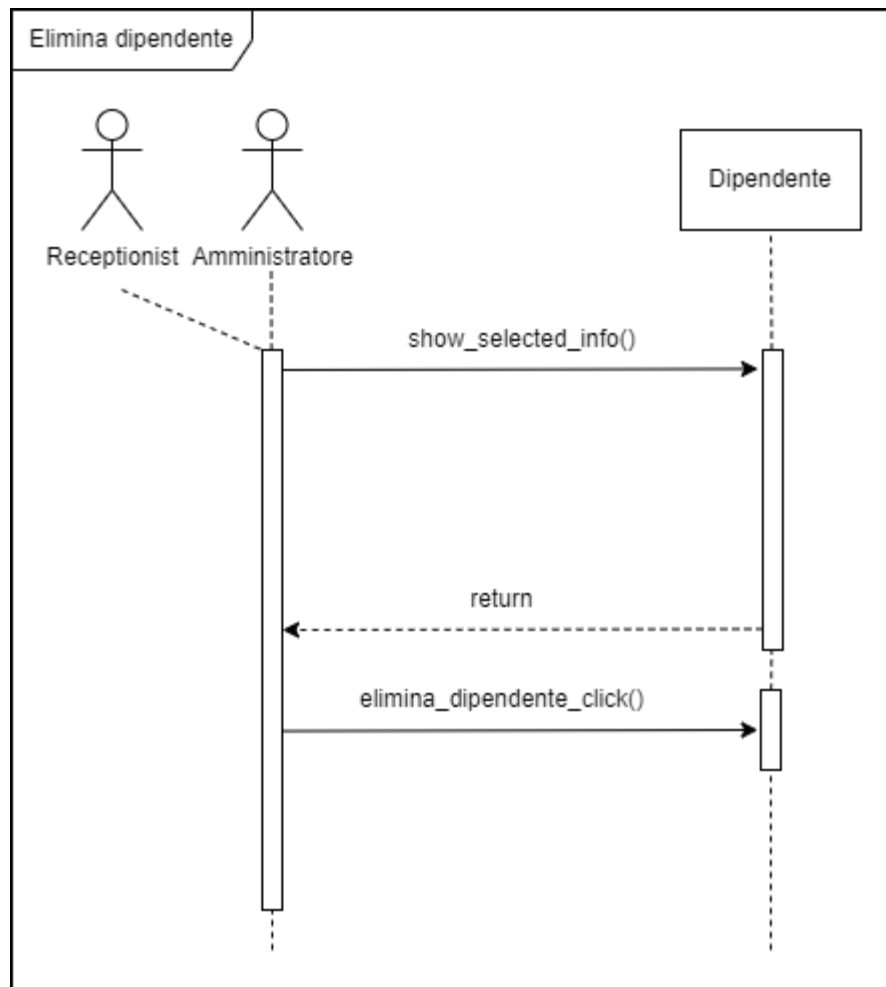 Elimina dipendente
Receptionist
Amministratore
Dipendente
show_selected_info()
return
elimina_dipendente_click()